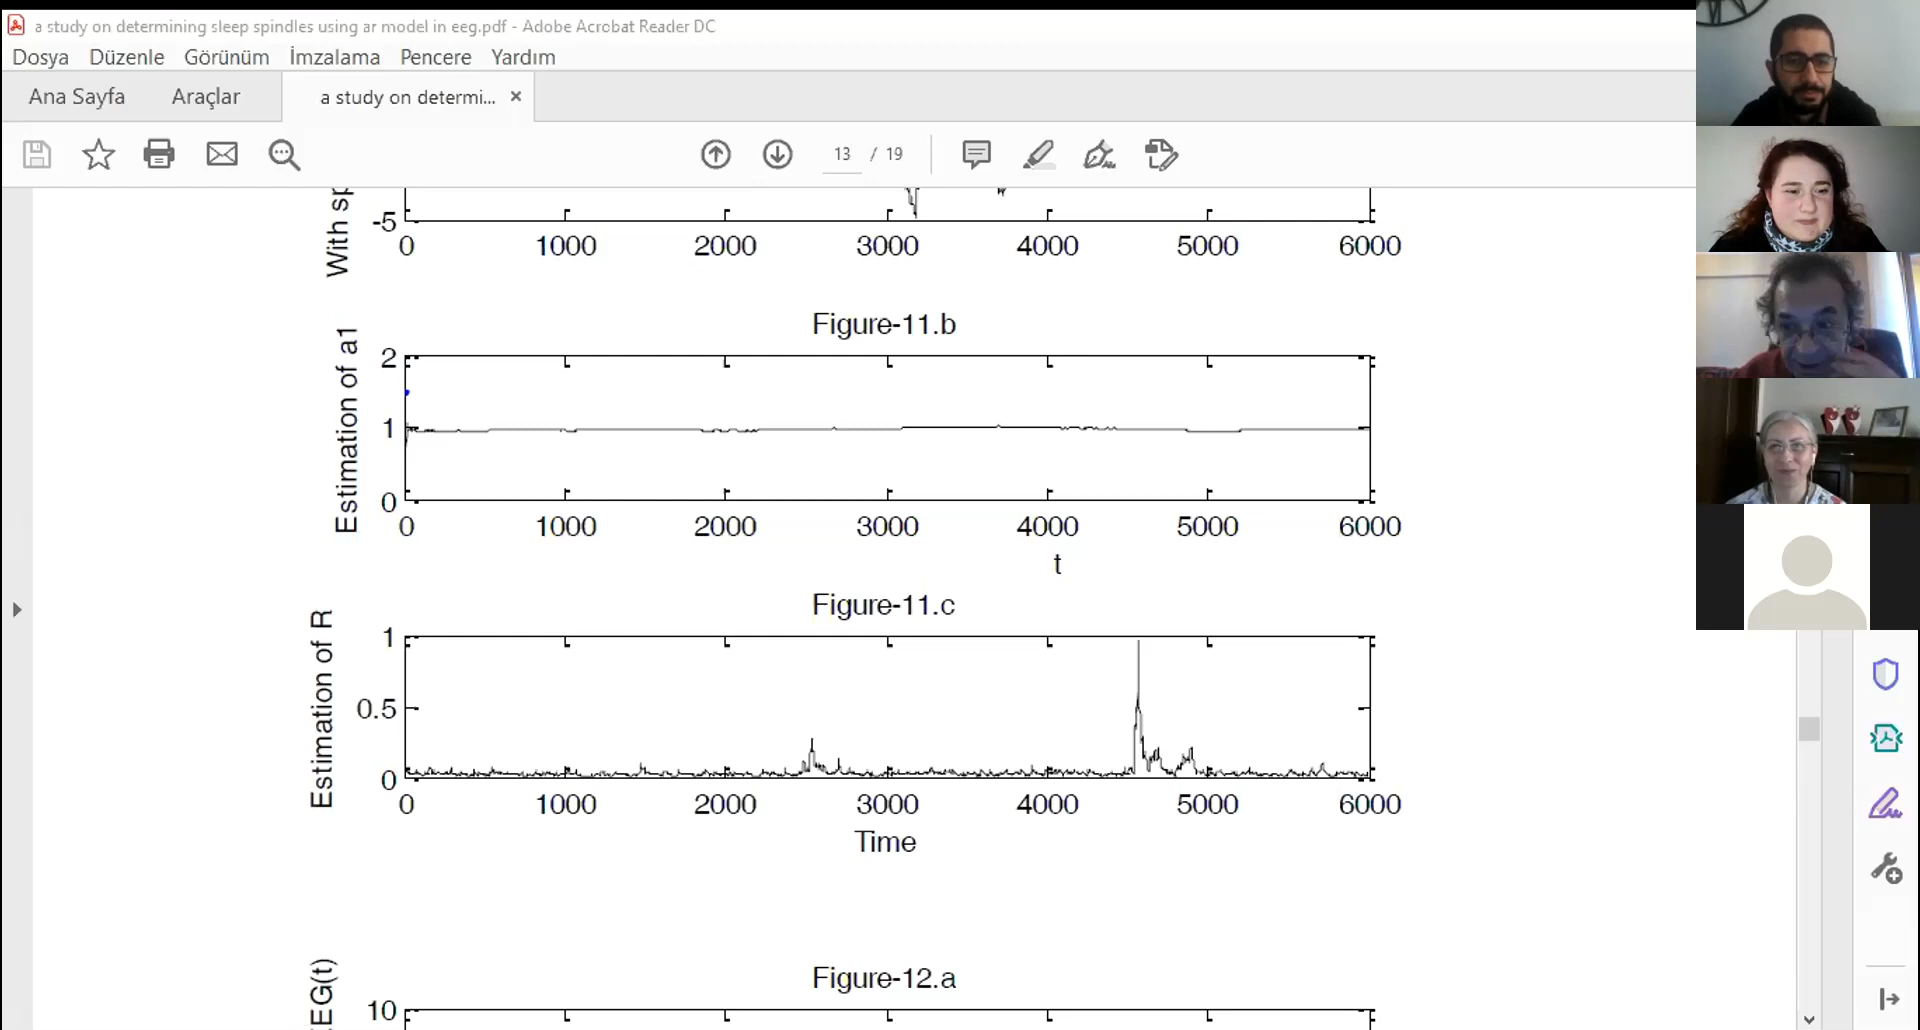 a study on determining sleep spindles using ar model in eeg.pdf - Adobe Acrobat Reader DC
Dosya Düzenle Görünüm İmzalama Pencere Yardım
Ana Sayfa Araçlar a study on determi... ×
13 / 19
With sp
-5
0 1000 2000 3000 4000 5000 6000
Figure-11.b
Estimation of a1
2
1
0
0 1000 2000 3000 4000 5000 6000
t
Figure-11.c
Estimation of R
1
0.5
0
0 1000 2000 3000 4000 5000 6000
Time
Figure-12.a
EEG(t)
10